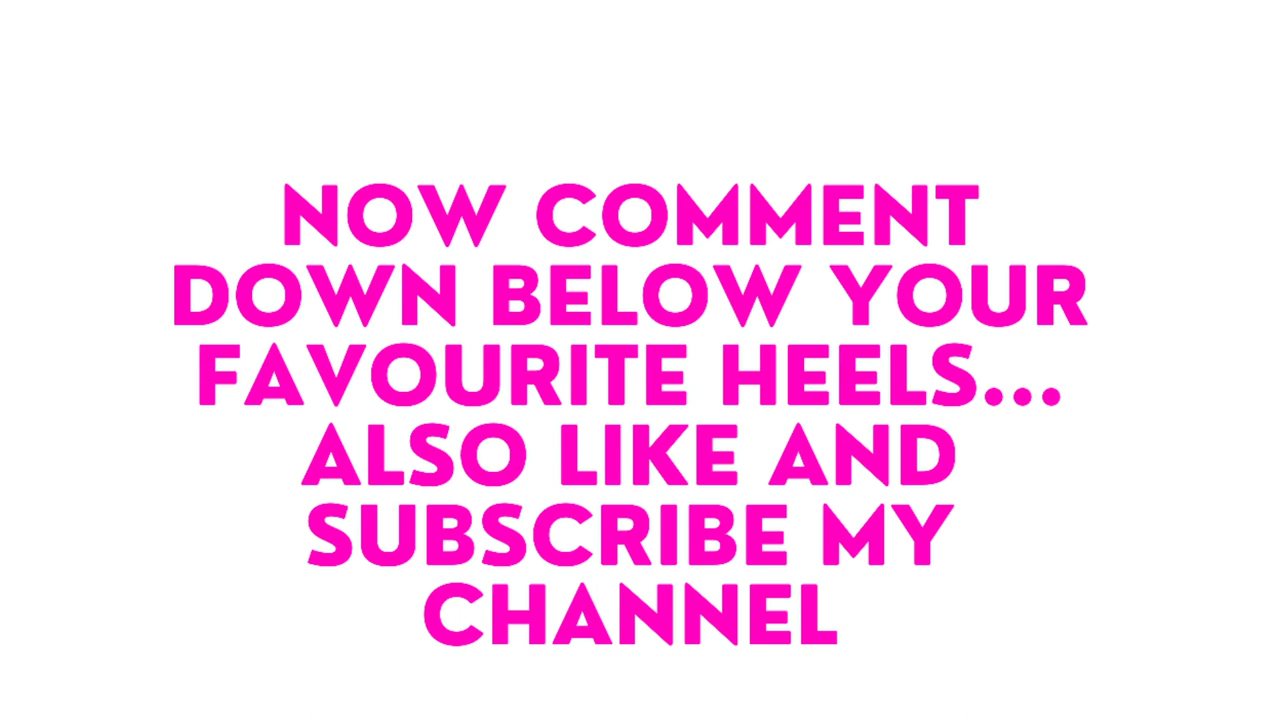 NOW COMMENT
DOWN BELOW YOUR
FAVOURITE HEELS...
ALSO LIKE AND
SUBSCRIBE MY
CHANNEL